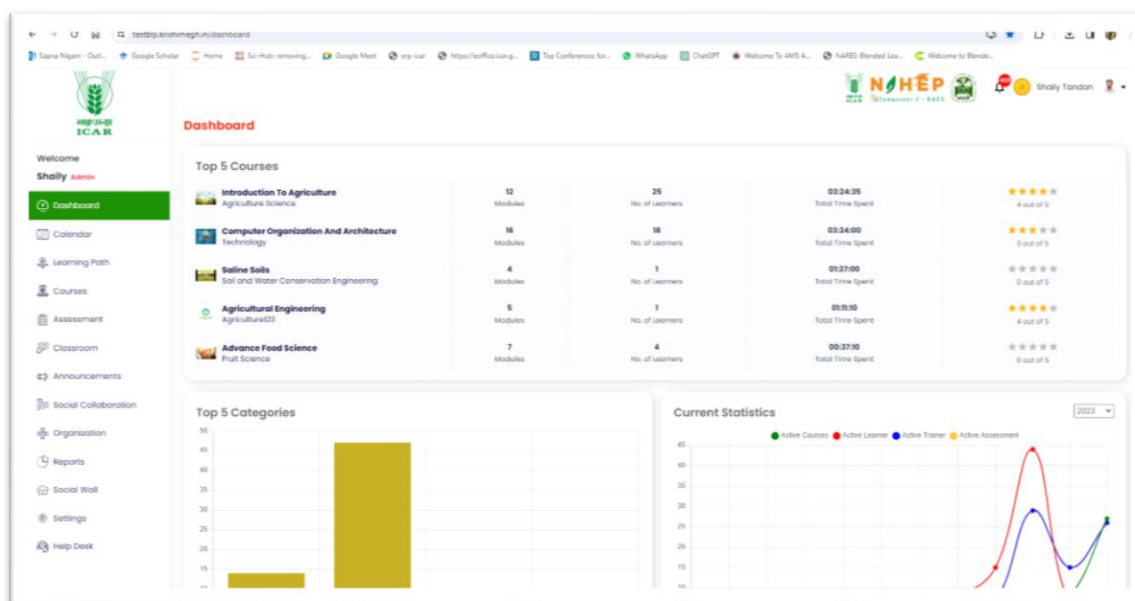 testblp.krishimegh.in/dashboard
Sapna Nigam - Outl...
Google Scholar
Home
Sci-Hub: removing...
Google Meet
erp-icar
https://eoffice.icar.g...
Top Conferences for...
WhatsApp
ChatGPT
Welcome To AMS A...
NARES-Blended Lea...
Welcome to Blende...
ICAR
NAHEP
Shaily Tandon
Dashboard
Welcome
Shaily Admin
Dashboard
Calendar
Learning Path
Courses
Assessment
Classroom
Announcements
Social Collaboration
Organization
Reports
Social Wall
Settings
Help Desk
Top 5 Courses
Introduction To Agriculture 12 25 03:24:35
Agriculture Science Modules No. of Learners Total Time Spent 4 out of 5
Computer Organization And Architecture 16 18 03:24:00
Technology Modules No. of Learners Total Time Spent 3 out of 5
Saline Soils 4 1 01:37:00
Soil and Water Conservation Engineering Modules No. of Learners Total Time Spent 0 out of 5
Agricultural Engineering 5 1 01:11:10
Agriculture123 Modules No. of Learners Total Time Spent 4 out of 5
Advance Food Science 7 4 00:37:10
Fruit Science Modules No. of Learners Total Time Spent 0 out of 5
Top 5 Categories
50
45
40
35
30
25
20
15
Current Statistics
2023
Active Courses Active Learner Active Trainer Active Assessment
45
40
35
30
25
20
15
10